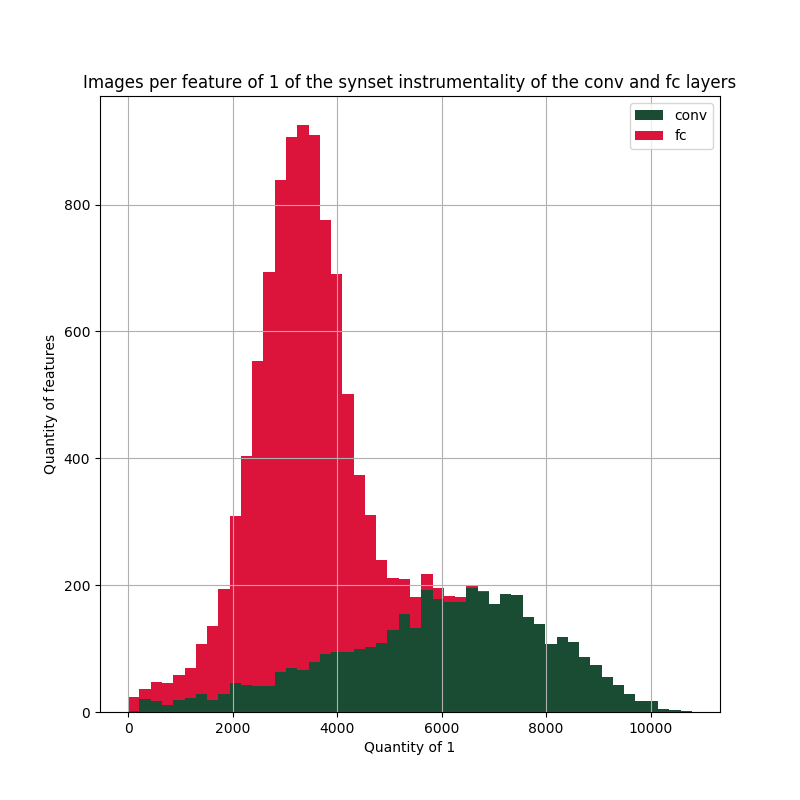 Images per feature of 1 of the synset instrumentality of the conv and fc layers
conv
fc
800
600
400
200
0
Quantity of features
0 2000 4000 6000 8000 10000
Quantity of 1